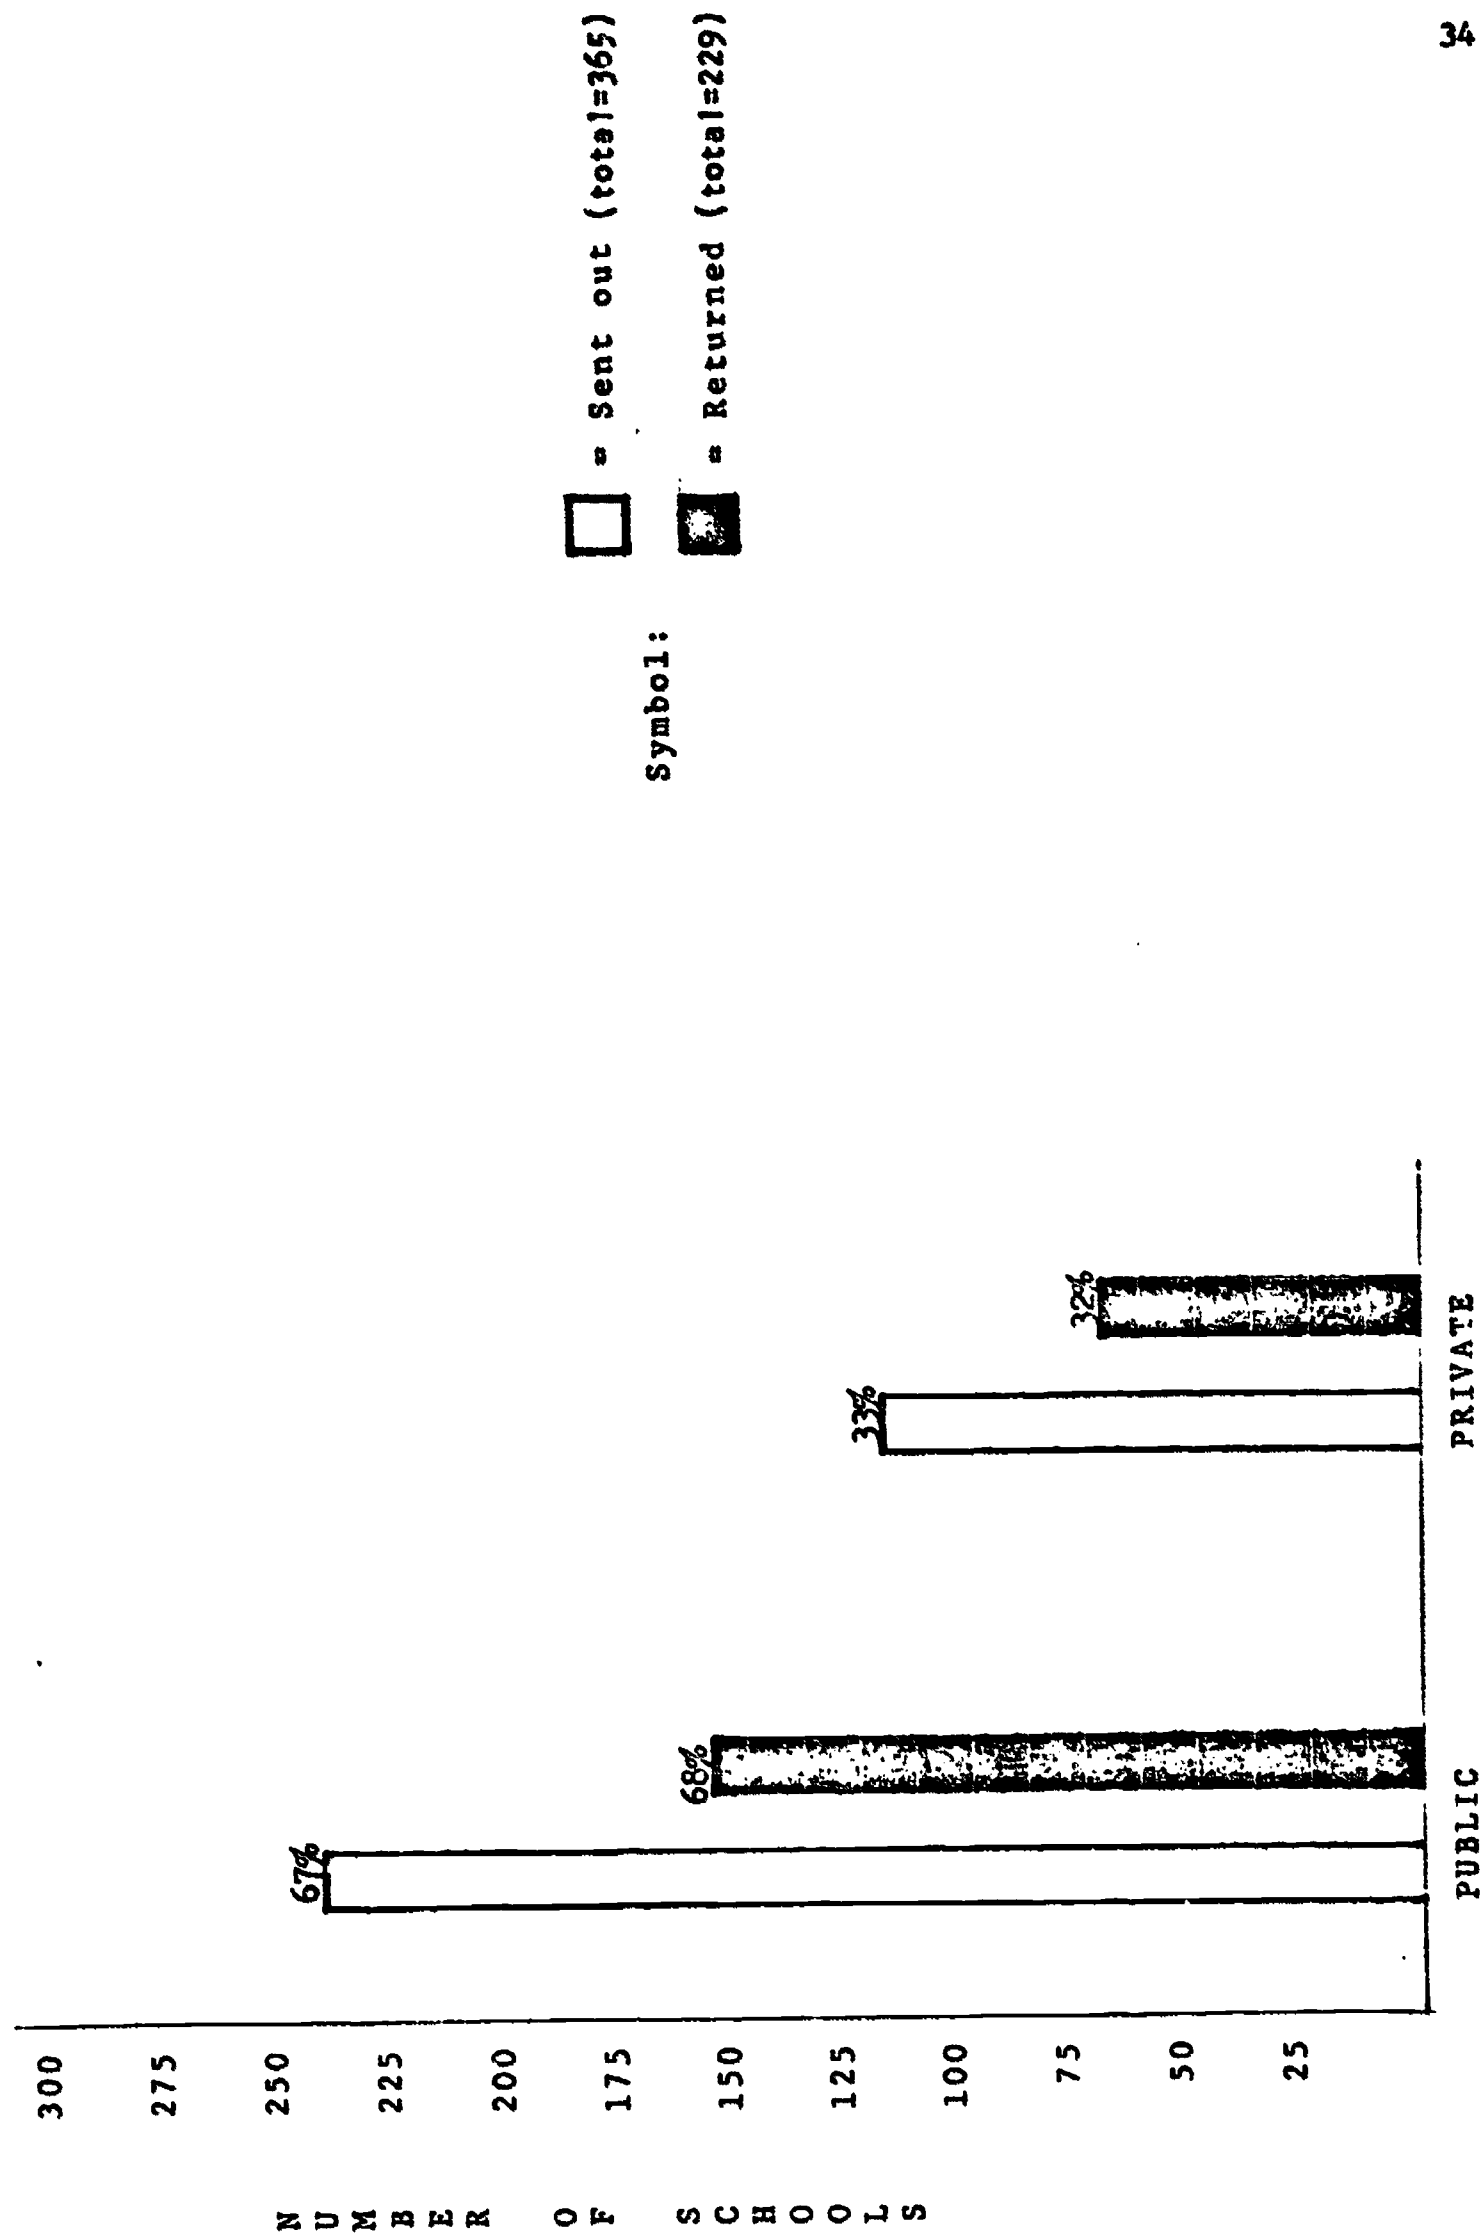 34
NUMBER OF SCHOOLS
300
275
250
225
200
175
150
125
100
75
50
25
67%
68%
33%
32%
PUBLIC
PRIVATE
Symbol:
= Sent out (total=365)
= Returned (total=229)